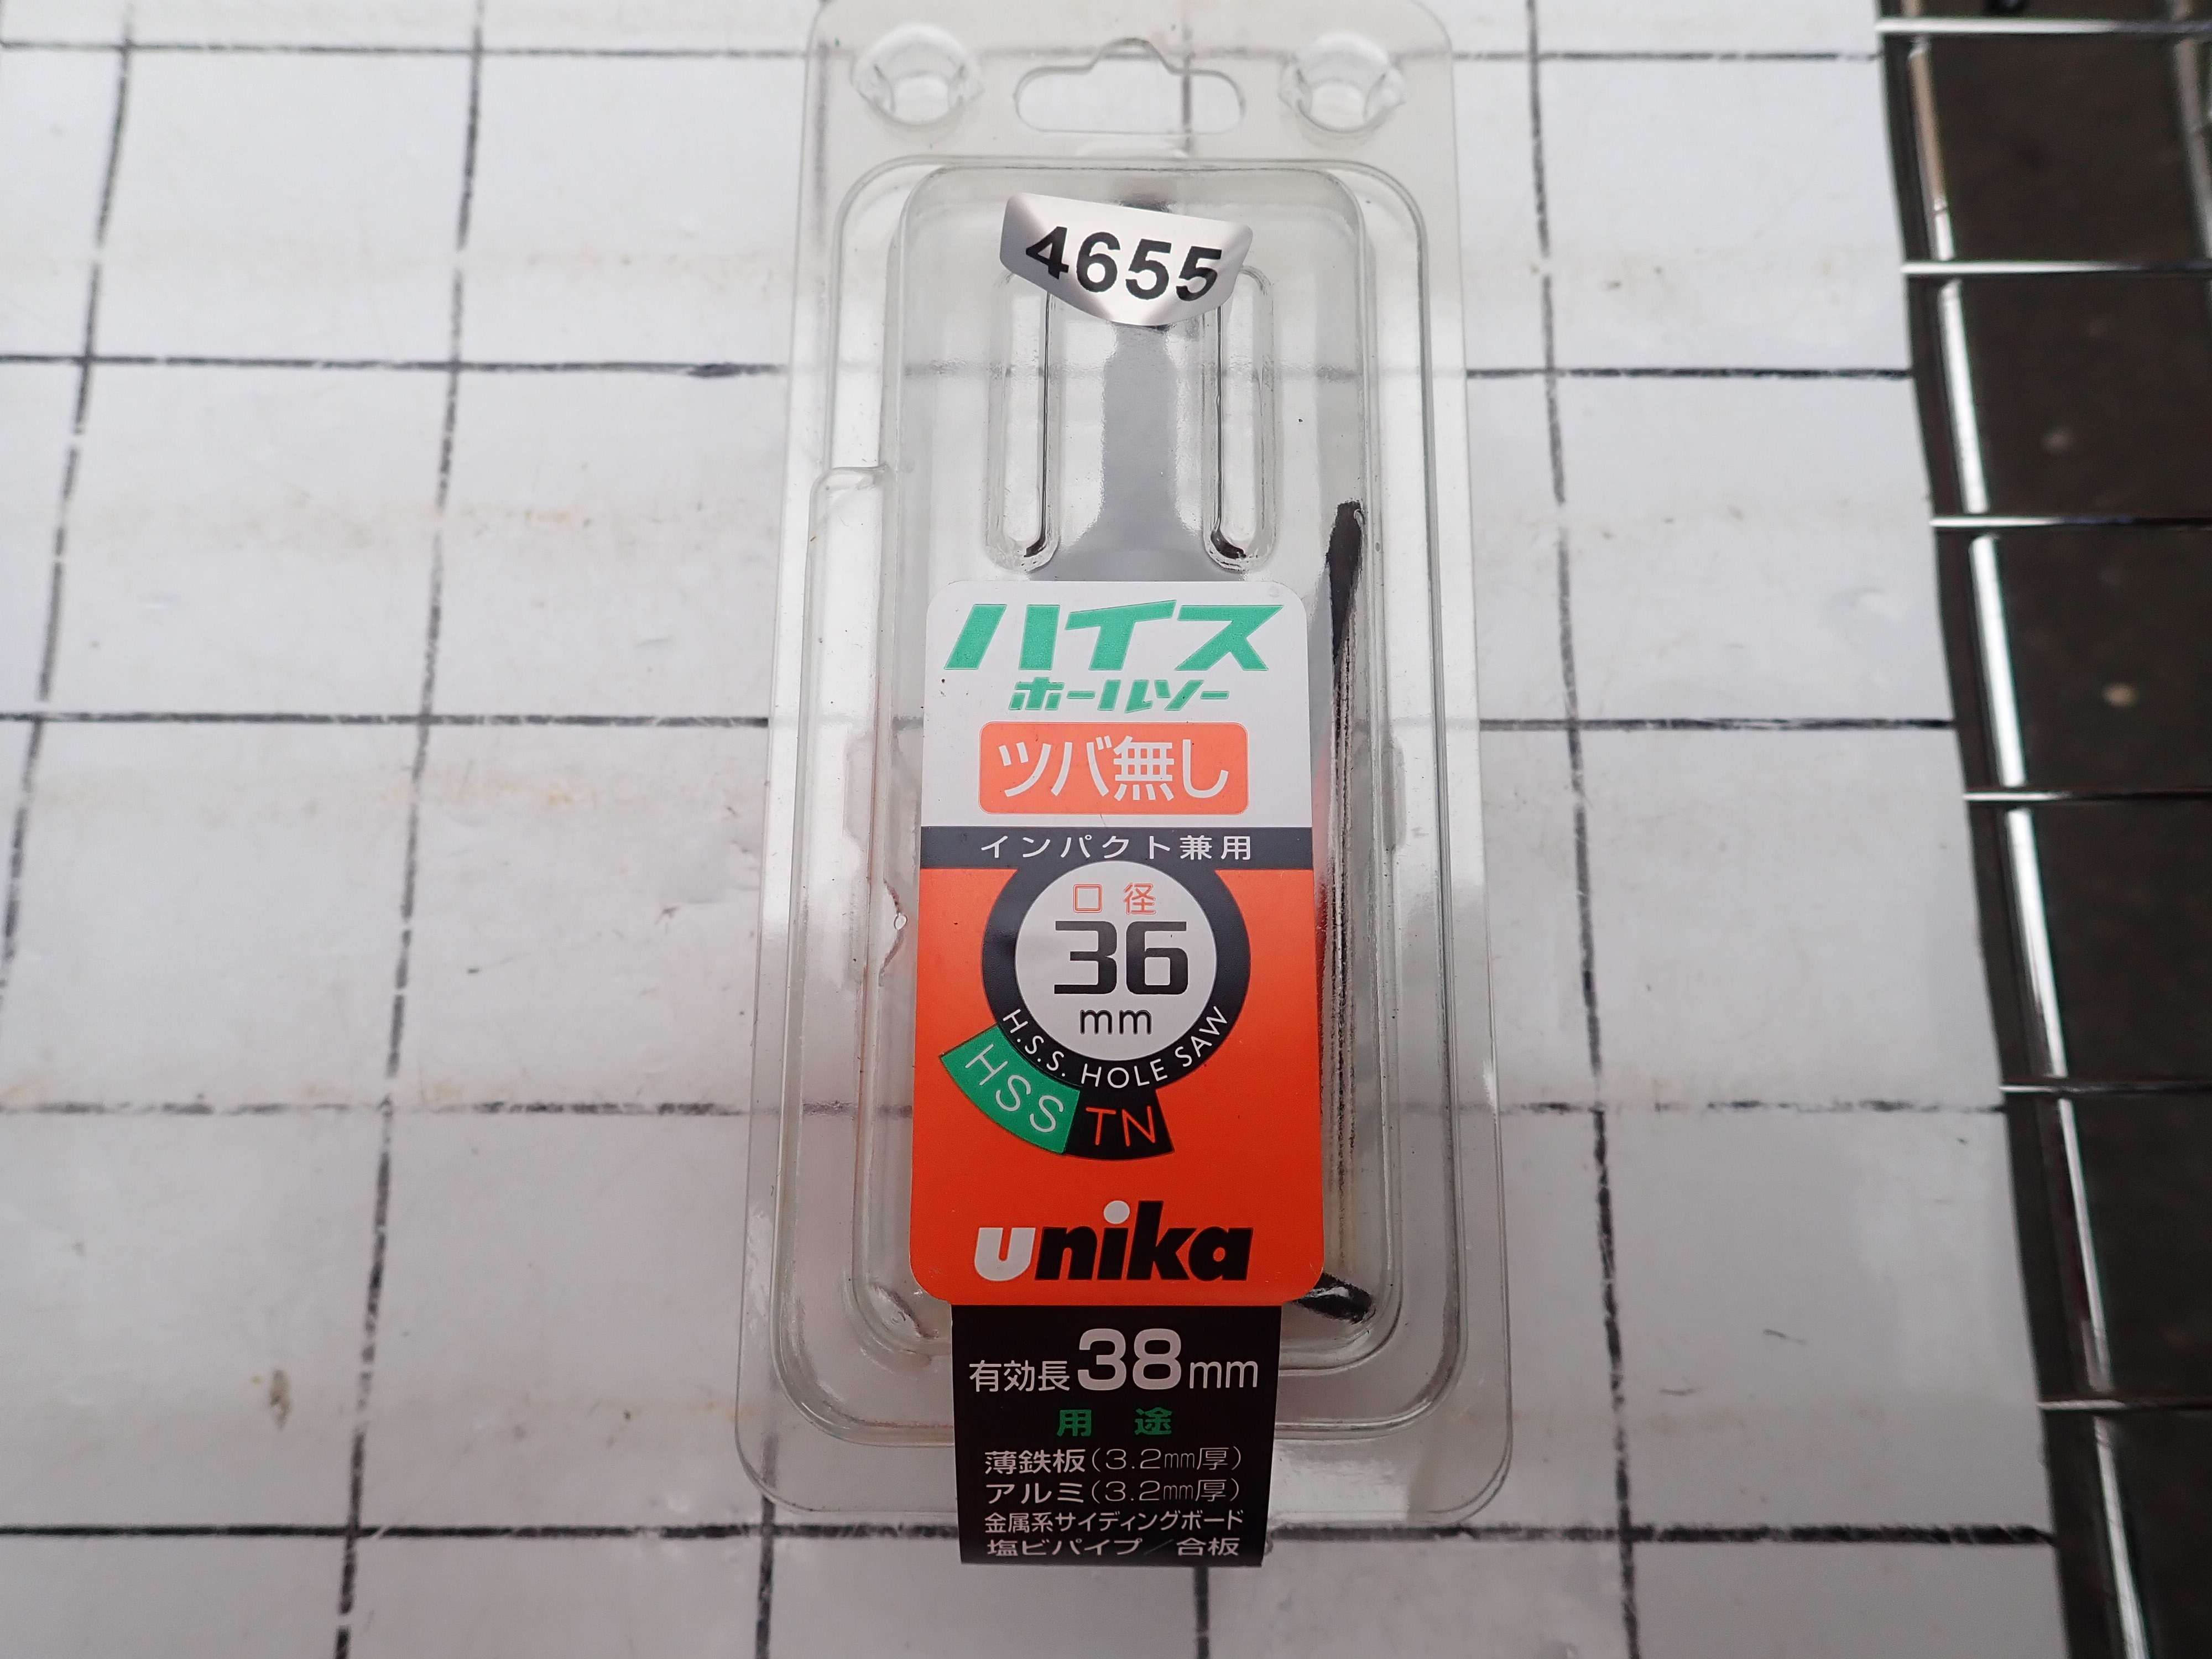 4655
ハイス
ホールソー
ツバ無し
インパクト兼用
口径
36
mm
H.S.S. HOLE SAW
HSS TN
unika
有効長38mm
用途
薄鉄板(3.2㎜厚)
アルミ(3.2㎜厚)
金属系サイディングボード
塩ビパイプ/合板